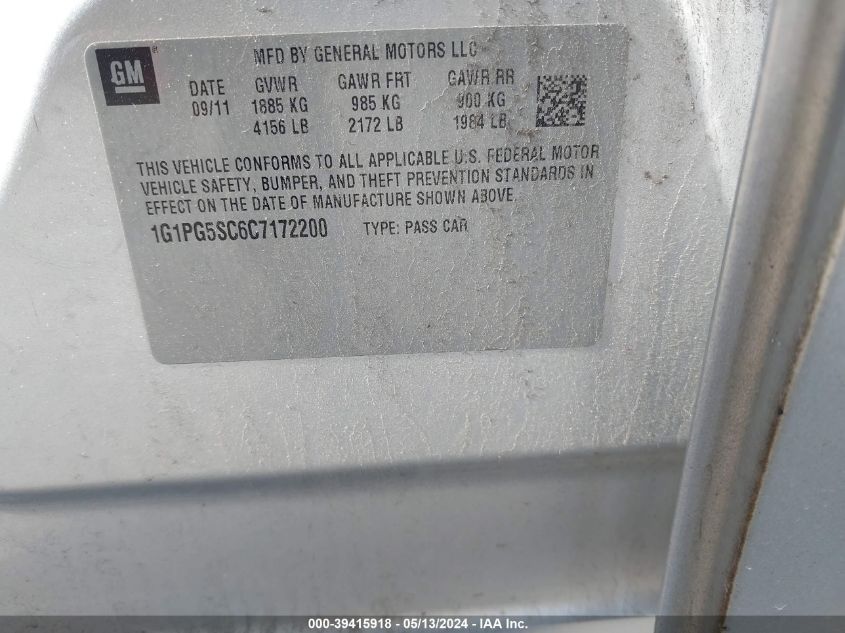 GM ®
MFD BY GENERAL MOTORS LLC
DATE GVWR GAWR FRT GAWR RR
09/11 1885 KG 985 KG 900 KG
4156 LB 2172 LB 1984 LB
THIS VEHICLE CONFORMS TO ALL APPLICABLE U.S. FEDERAL MOTOR
VEHICLE SAFETY, BUMPER, AND THEFT PREVENTION STANDARDS IN
EFFECT ON THE DATE OF MANUFACTURE SHOWN ABOVE.
1G1PG5SC6C7172200 TYPE: PASS CAR
000-39415918 - 05/13/2024 - IAA Inc.